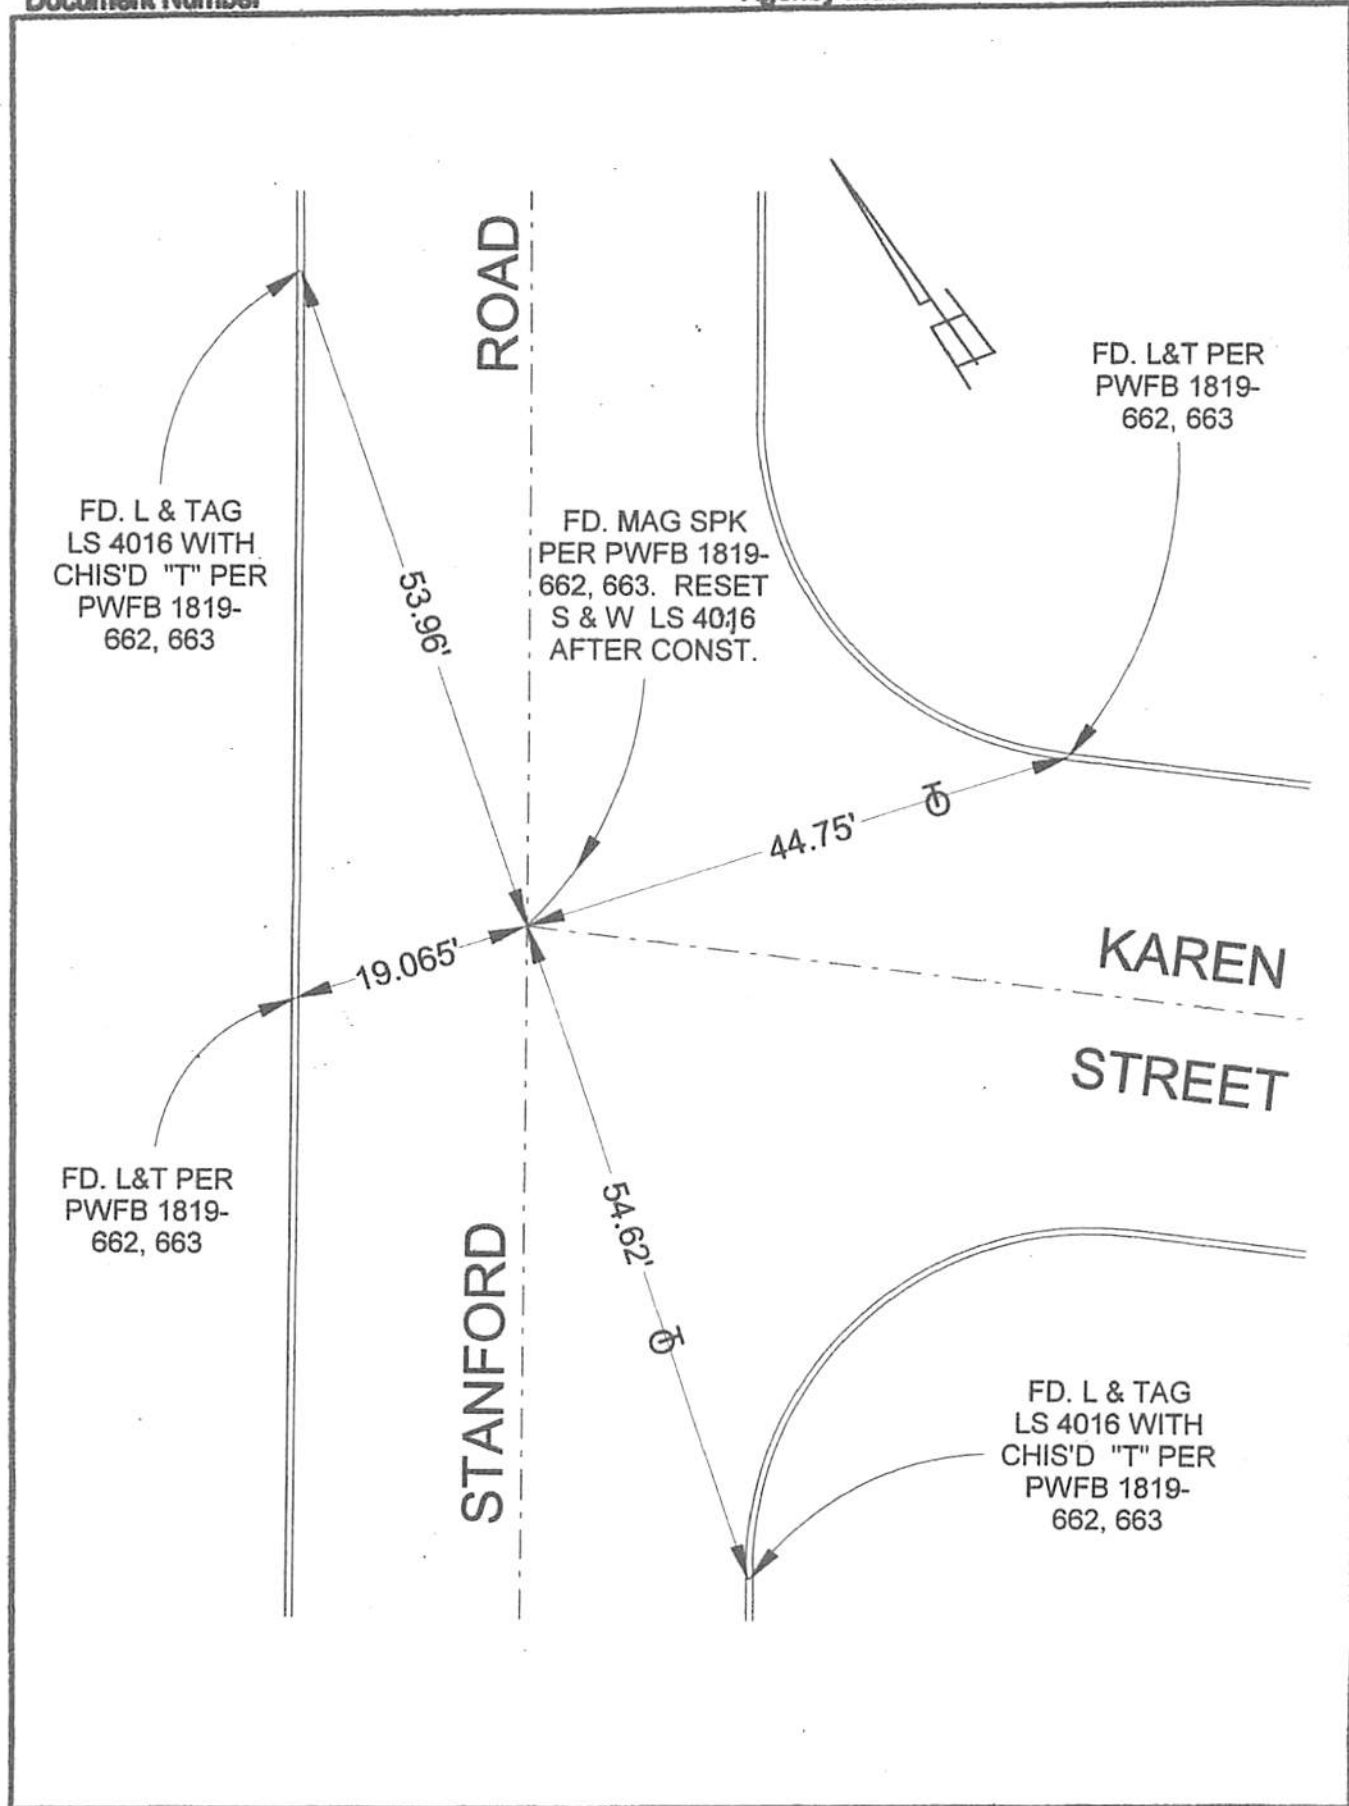 Document Number
ROAD
FD. L&T PER
PWFB 1819-
662, 663
FD. L & TAG
LS 4016 WITH
CHIS'D "T" PER
PWFB 1819-
662, 663
FD. MAG SPK
PER PWFB 1819-
662, 663. RESET
S & W LS 4016
AFTER CONST.
53.96'
44.75'
19.065'
KAREN
STREET
FD. L&T PER
PWFB 1819-
662, 663
54.62'
STANFORD
FD. L & TAG
LS 4016 WITH
CHIS'D "T" PER
PWFB 1819-
662, 663